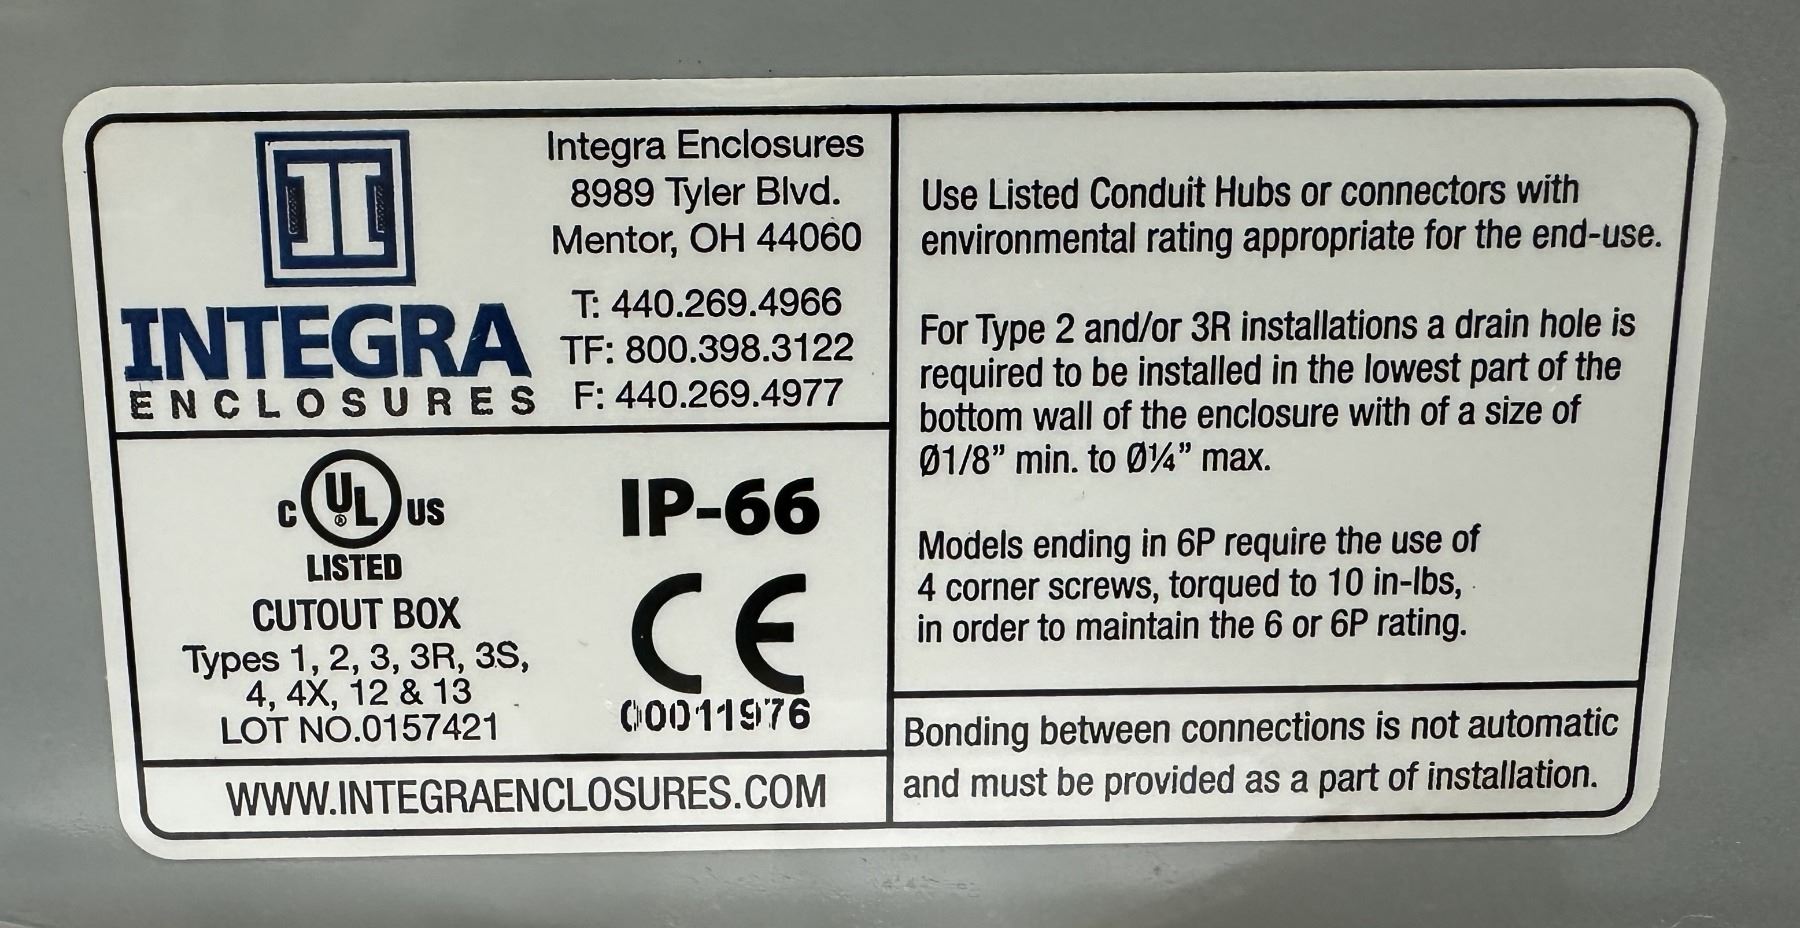 INTEGRA
ENCLOSURES
Integra Enclosures
8989 Tyler Blvd.
Mentor, OH 44060
T: 440.269.4966
TF: 800.398.3122
F: 440.269.4977
C UL® US
LISTED
CUTOUT BOX
Types 1, 2, 3, 3R, 3S,
4, 4X, 12 & 13
LOT NO.0157421
IP-66
CE
00011976
WWW.INTEGRAENCLOSURES.COM
Use Listed Conduit Hubs or connectors with
environmental rating appropriate for the end-use.
For Type 2 and/or 3R installations a drain hole is
required to be installed in the lowest part of the
bottom wall of the enclosure with of a size of
Ø1/8” min. to Ø¼” max.
Models ending in 6P require the use of
4 corner screws, torqued to 10 in-lbs,
in order to maintain the 6 or 6P rating.
Bonding between connections is not automatic
and must be provided as a part of installation.